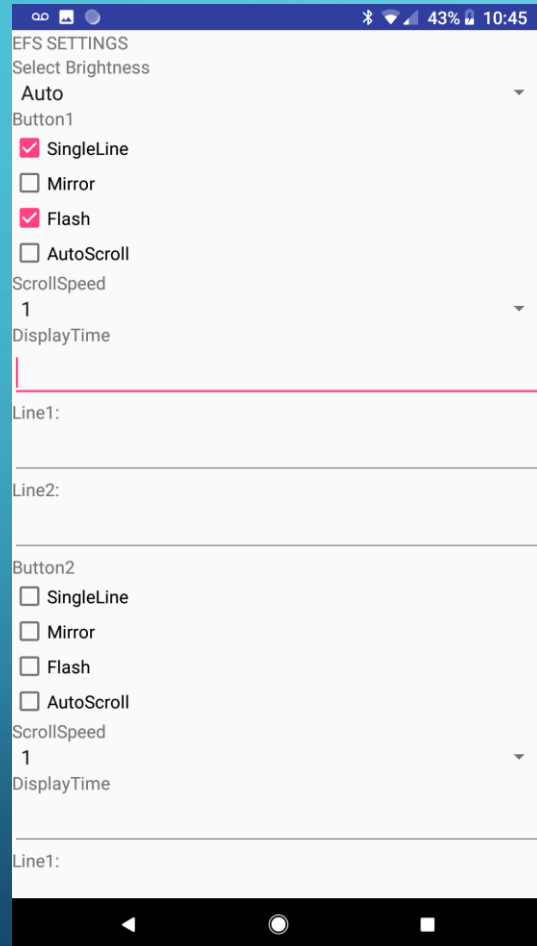 43% 10:45
EFS SETTINGS
Select Brightness
Auto
Button1
SingleLine
Mirror
Flash
AutoScroll
ScrollSpeed
1
DisplayTime
Line1:
Line2:
Button2
SingleLine
Mirror
Flash
AutoScroll
ScrollSpeed
1
DisplayTime
Line1: